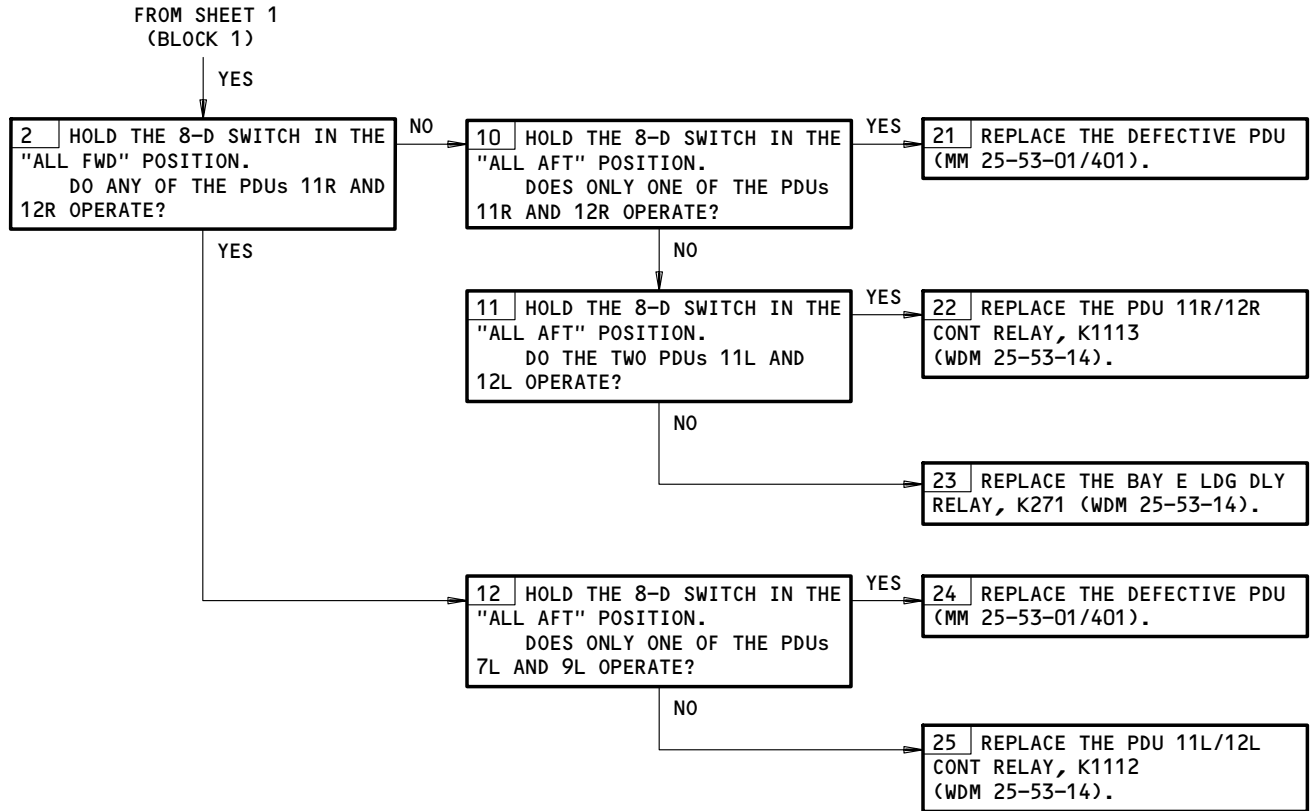 FROM SHEET 1
(BLOCK 1)
YES
2 HOLD THE 8-D SWITCH IN THE
"ALL FWD" POSITION.
DO ANY OF THE PDUs 11R AND
12R OPERATE?
NO
YES
10 HOLD THE 8-D SWITCH IN THE
"ALL AFT" POSITION.
DOES ONLY ONE OF THE PDUs
11R AND 12R OPERATE?
YES
NO
21 REPLACE THE DEFECTIVE PDU
(MM 25-53-01/401).
11 HOLD THE 8-D SWITCH IN THE
"ALL AFT" POSITION.
DO THE TWO PDUs 11L AND
12L OPERATE?
YES
NO
22 REPLACE THE PDU 11R/12R
CONT RELAY, K1113
(WDM 25-53-14).
23 REPLACE THE BAY E LDG DLY
RELAY, K271 (WDM 25-53-14).
12 HOLD THE 8-D SWITCH IN THE
"ALL AFT" POSITION.
DOES ONLY ONE OF THE PDUs
7L AND 9L OPERATE?
YES
NO
24 REPLACE THE DEFECTIVE PDU
(MM 25-53-01/401).
25 REPLACE THE PDU 11L/12L
CONT RELAY, K1112
(WDM 25-53-14).